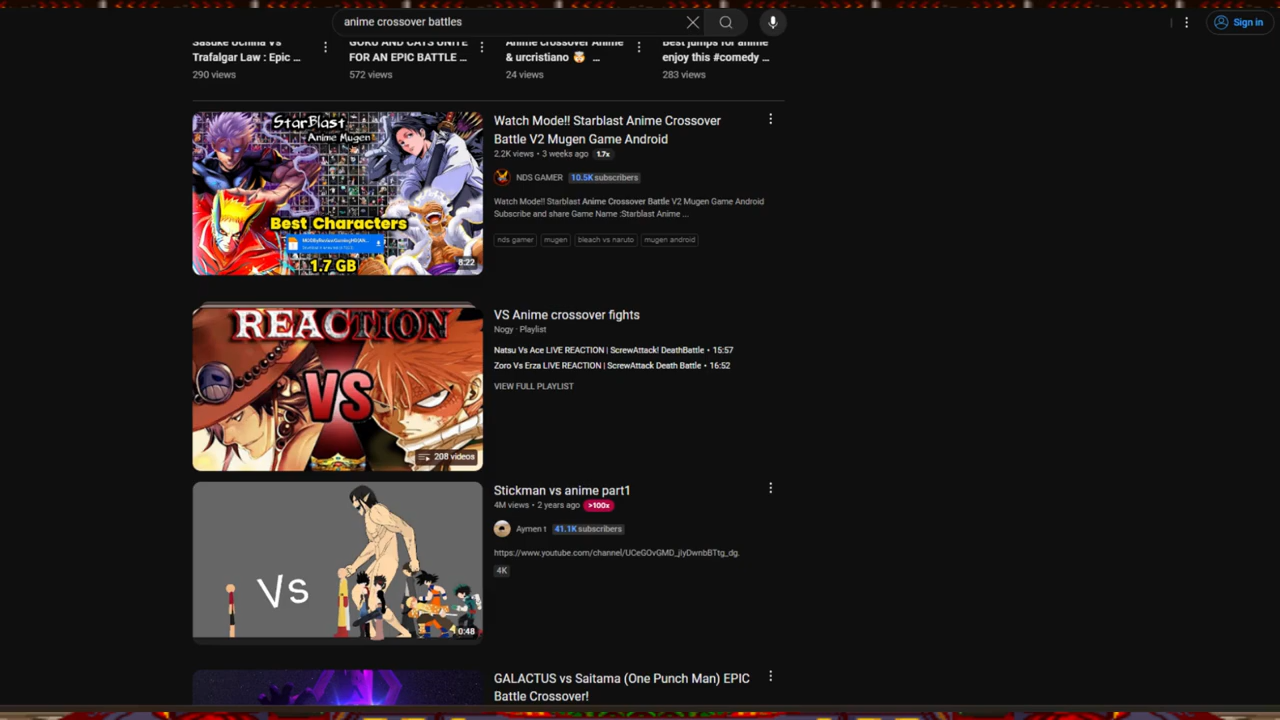 anime crossover battles
Sign in
Sasuke Uchiha Vs
Trafalgar Law : Epic ...
290 views
GOKU AND CATS UNITE
FOR AN EPIC BATTLE ...
572 views
Anime crossover Anime
& urcristiano 🤯 ...
24 views
Best jumps for anime
enjoy this #comedy ...
283 views
StarBlast
Anime Mugen
Best Characters
1.7 GB
8:22
Watch Mode!! Starblast Anime Crossover
Battle V2 Mugen Game Android
2.2K views • 3 weeks ago 1.7x
NDS GAMER 10.5K subscribers
Watch Mode!! Starblast Anime Crossover Battle V2 Mugen Game Android
Subscribe and share Game Name :Starblast Anime ...
nds gamer mugen bleach vs naruto mugen android
REACTION
VS
208 videos
VS Anime crossover fights
Nogy · Playlist
Natsu Vs Ace LIVE REACTION | ScrewAttack! DeathBattle • 15:57
Zoro Vs Erza LIVE REACTION | ScrewAttack Death Battle • 16:52
VIEW FULL PLAYLIST
Vs
0:48
Stickman vs anime part1
4M views • 2 years ago >100x
Aymen t 41.1K subscribers
https://www.youtube.com/channel/UCeGOvGMD_jIyDwnbBTtg_dg.
4K
GALACTUS vs Saitama (One Punch Man) EPIC
Battle Crossover!